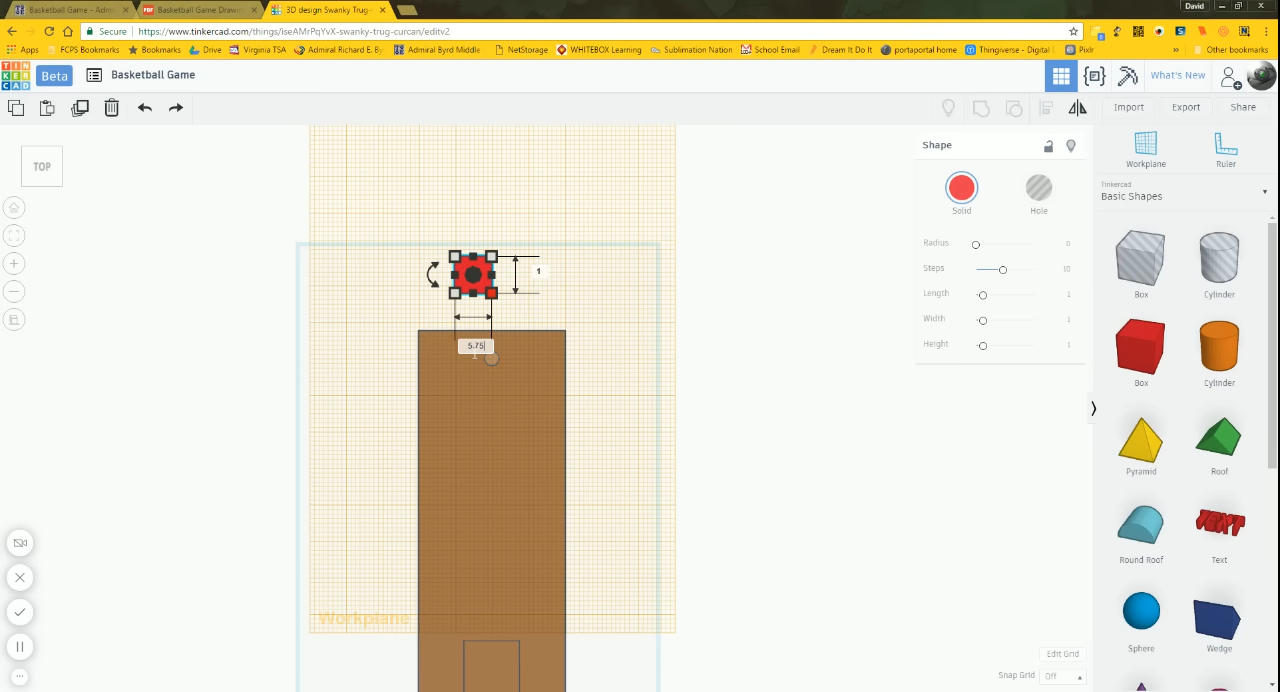 David
Basketball Game - Adm
PDF Basketball Game Drawin
3D design Swanky Trug-
Secure https://www.tinkercad.com/things/iseAMrPqYvX-swanky-trug-curcan/editv2
Apps FCPS Bookmarks Bookmarks Drive Virginia TSA Admiral Richard E. By Admiral Byrd Middle NetStorage WHITEBOX Learning Sublimation Nation School Email Dream It Do It portaportal home Thingiverse - Digital Pixlr » Other bookmarks
TIN
KER
CAD
Beta Basketball Game What's New
Import Export Share
TOP
Shape
Workplane Ruler
Solid Hole
Tinkercad
Basic Shapes
Radius 0
Steps 10
Length 1
Width 1
Height 1
1
5.75
Box Cylinder
Box Cylinder
Pyramid Roof
TEXT
Round Roof Text
Workplane
Sphere Wedge
Edit Grid
Snap Grid Off